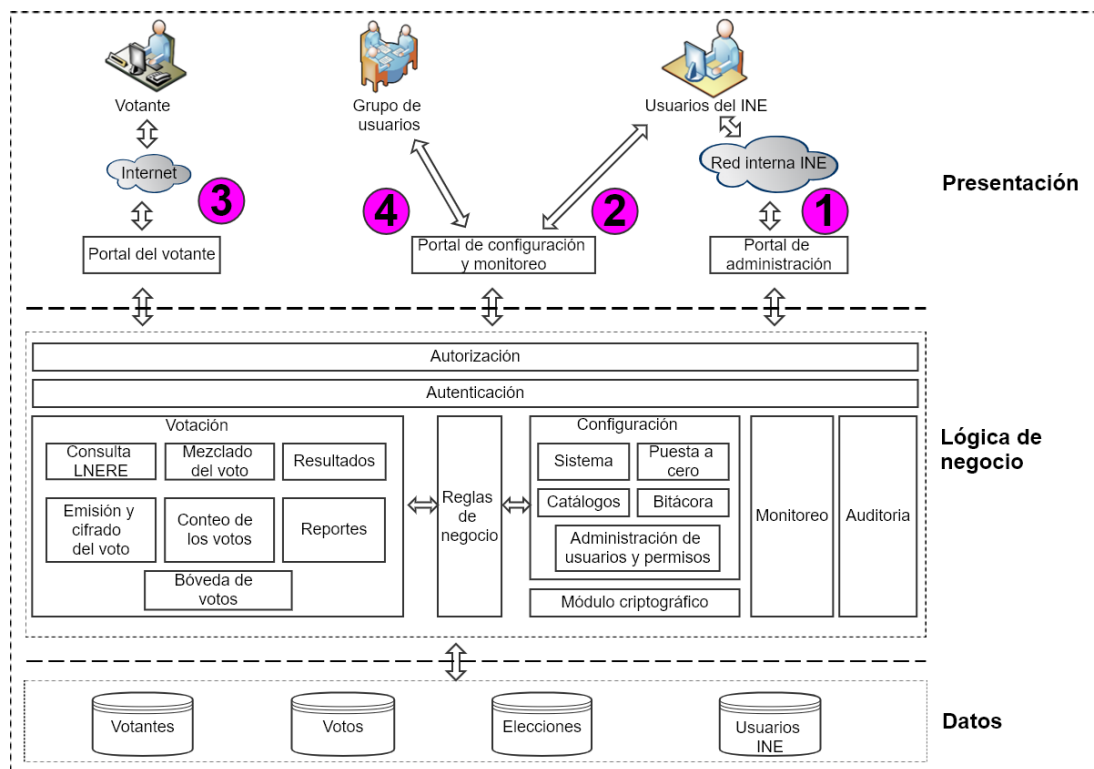 Votante
Grupo de
usuarios
Usuarios del INE
Internet
Red interna INE
3
4
2
1
Presentación
Portal del votante
Portal de configuración
y monitoreo
Portal de
administración
Autorización
Autenticación
Votación
Consulta
LNERE
Mezclado
del voto
Resultados
Emisión y
cifrado
del voto
Conteo de
los votos
Reportes
Bóveda de
votos
Reglas
de
negocio
Configuración
Sistema
Puesta a
cero
Catálogos
Bitácora
Administración de
usuarios y permisos
Módulo criptográfico
Monitoreo
Auditoria
Lógica de
negocio
Votantes
Votos
Elecciones
Usuarios
INE
Datos